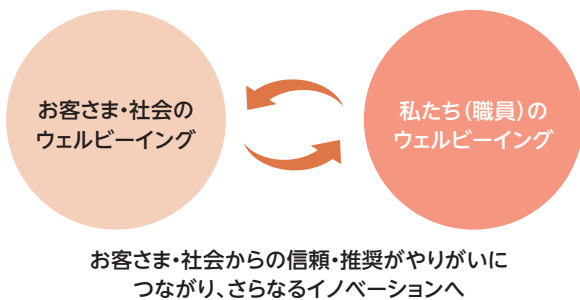 お客さま・社会の
ウェルビーイング
私たち（職員）の
ウェルビーイング
お客さま・社会からの信頼・推奨がやりがいに
つながり、さらなるイノベーションへ